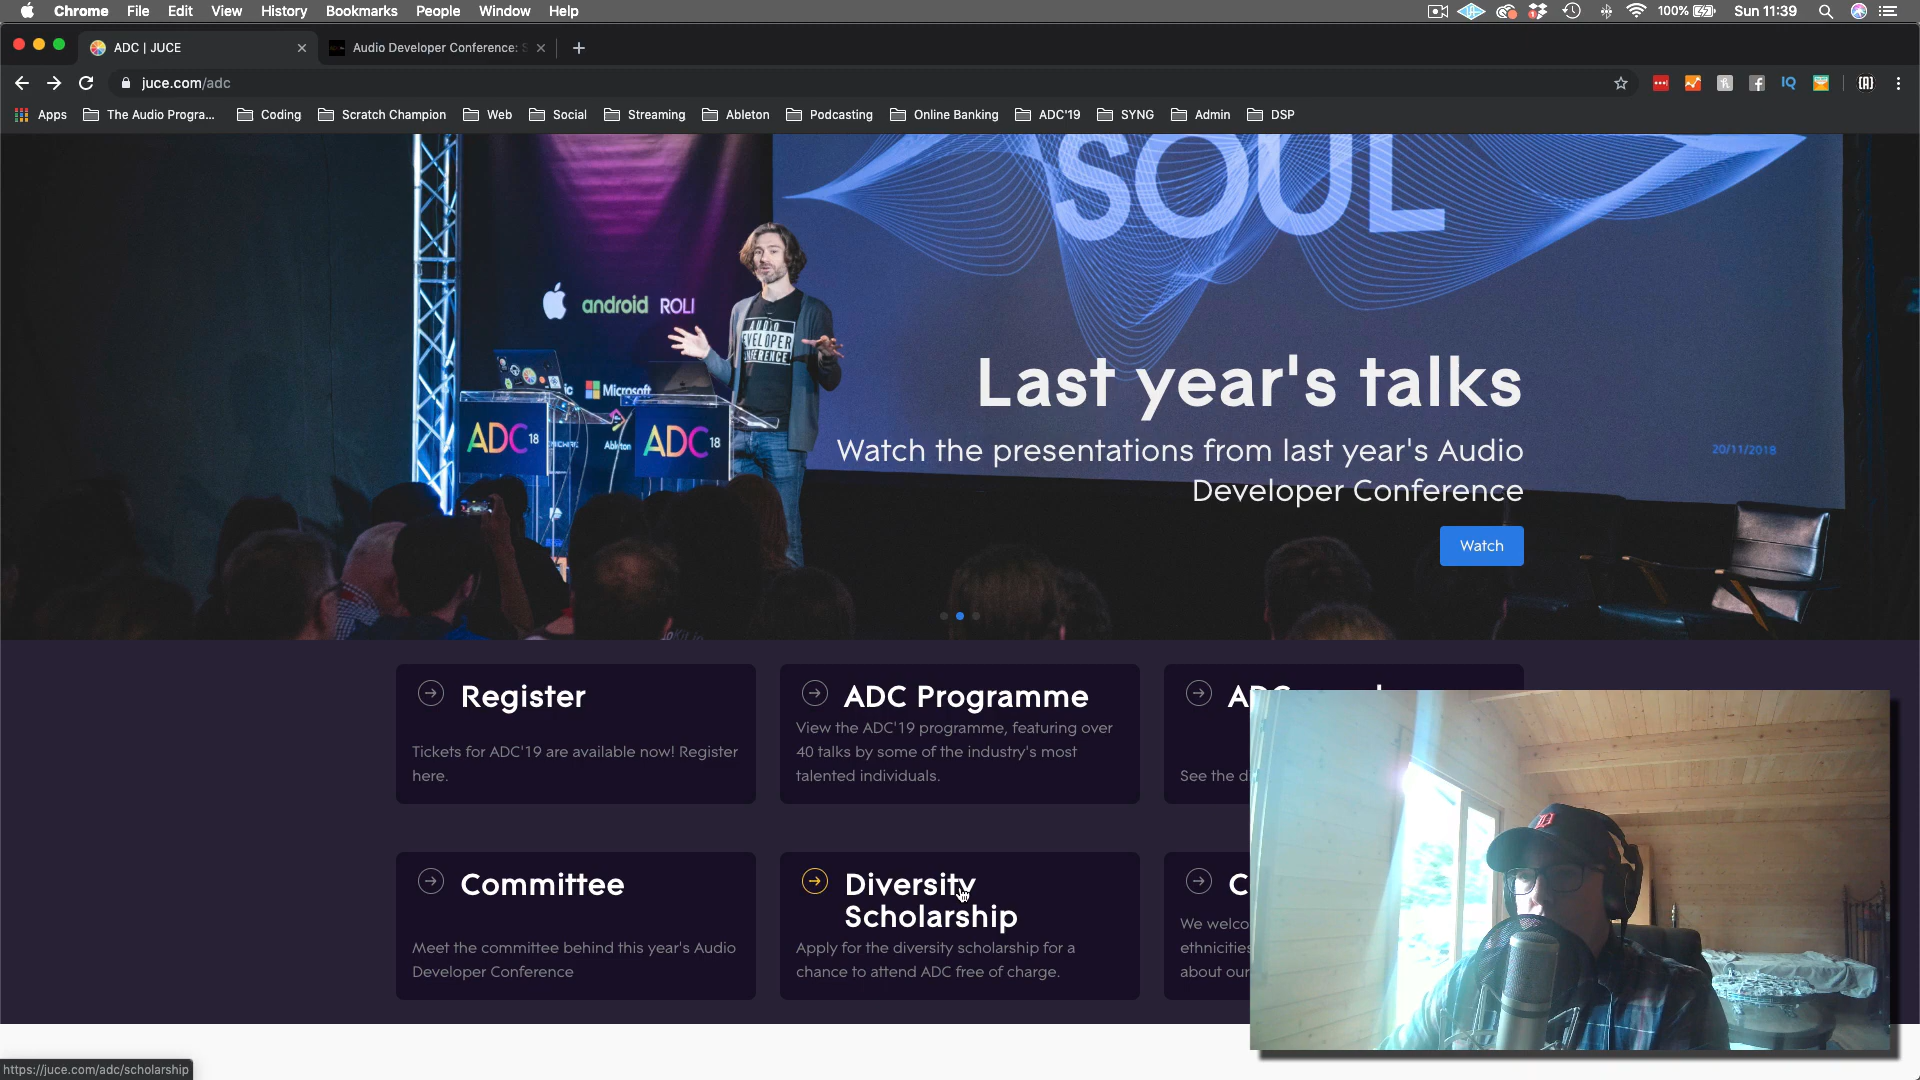 Chrome File Edit View History Bookmarks People Window Help 100% Sun 11:39
ADC | JUCE Audio Developer Conference:
juce.com/adc
Apps The Audio Progra... Coding Scratch Champion Web Social Streaming Ableton Podcasting Online Banking ADC'19 SYNG Admin DSP
SOUL
android ROLI
AUDIO
DEVELOPER
CONFERENCE
Microsoft
ADC 18
ADC 18
Last year's talks
Watch the presentations from last year's Audio
Developer Conference
20/11/2018
Watch
Register
Tickets for ADC'19 are available now! Register
here.
ADC Programme
View the ADC'19 programme, featuring over
40 talks by some of the industry's most
talented individuals.
See the
Committee
Meet the committee behind this year's Audio
Developer Conference
Diversity
Scholarship
Apply for the diversity scholarship for a
chance to attend ADC free of charge.
We
about our
https://juce.com/adc/scholarship